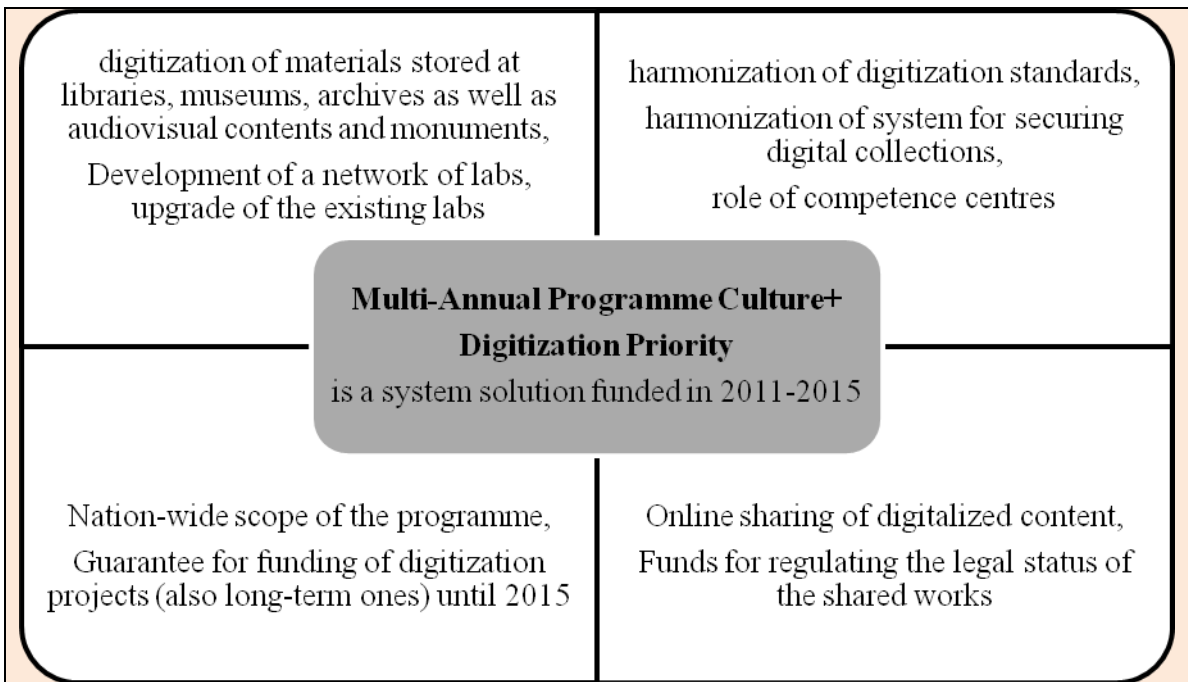 digitization of materials stored at
libraries, museums, archives as well as
audiovisual contents and monuments,
Development of a network of labs,
upgrade of the existing labs
harmonization of digitization standards,
harmonization of system for securing
digital collections,
role of competence centres
Multi-Annual Programme Culture+
Digitization Priority
is a system solution funded in 2011-2015
Nation-wide scope of the programme,
Guarantee for funding of digitization
projects (also long-term ones) until 2015
Online sharing of digitalized content,
Funds for regulating the legal status of
the shared works